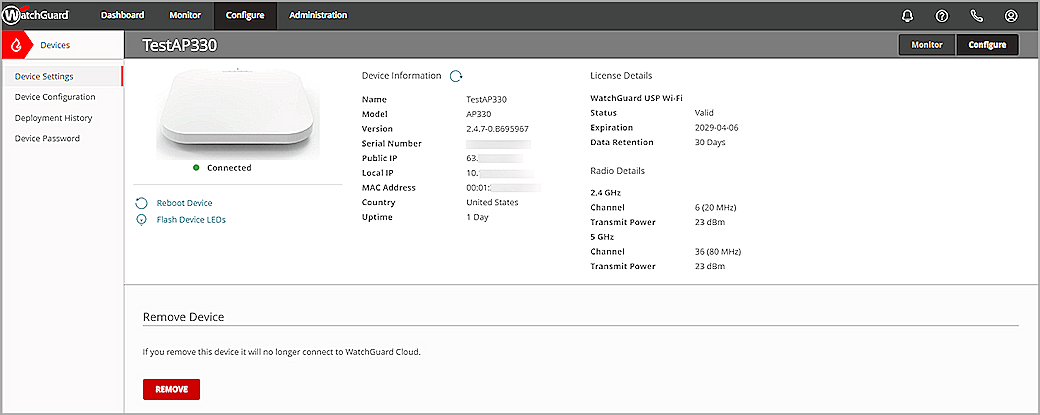 WatchGuard Dashboard Monitor Configure Administration
Devices
TestAP330
Monitor Configure
Device Settings
Device Configuration
Deployment History
Device Password
Connected
Reboot Device
Flash Device LEDs
Device Information
Name TestAP330
Model AP330
Version 2.4.7-0.B695967
Serial Number
Public IP 63.
Local IP 10.
MAC Address 00:01:
Country United States
Uptime 1 Day
License Details
WatchGuard USP Wi-Fi
Status Valid
Expiration 2029-04-06
Data Retention 30 Days
Radio Details
2.4 GHz
Channel 6 (20 MHz)
Transmit Power 23 dBm
5 GHz
Channel 36 (80 MHz)
Transmit Power 23 dBm
Remove Device
If you remove this device it will no longer connect to WatchGuard Cloud.
REMOVE